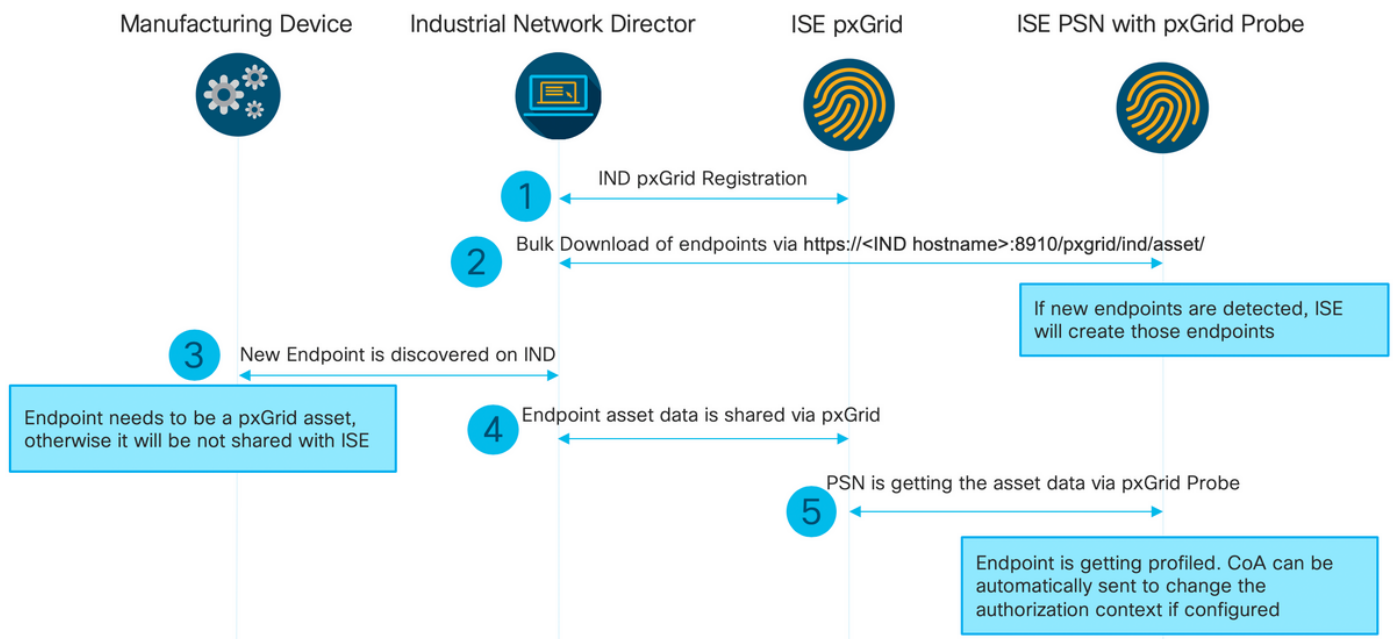 Manufacturing Device
Industrial Network Director
ISE pxGrid
ISE PSN with pxGrid Probe
1
IND pxGrid Registration
2
Bulk Download of endpoints via https://<IND hostname>:8910/pxgrid/ind/asset/
If new endpoints are detected, ISE
will create those endpoints
3
New Endpoint is discovered on IND
Endpoint needs to be a pxGrid asset,
otherwise it will be not shared with ISE
4
Endpoint asset data is shared via pxGrid
5
PSN is getting the asset data via pxGrid Probe
Endpoint is getting profiled. CoA can be
automatically sent to change the
authorization context if configured